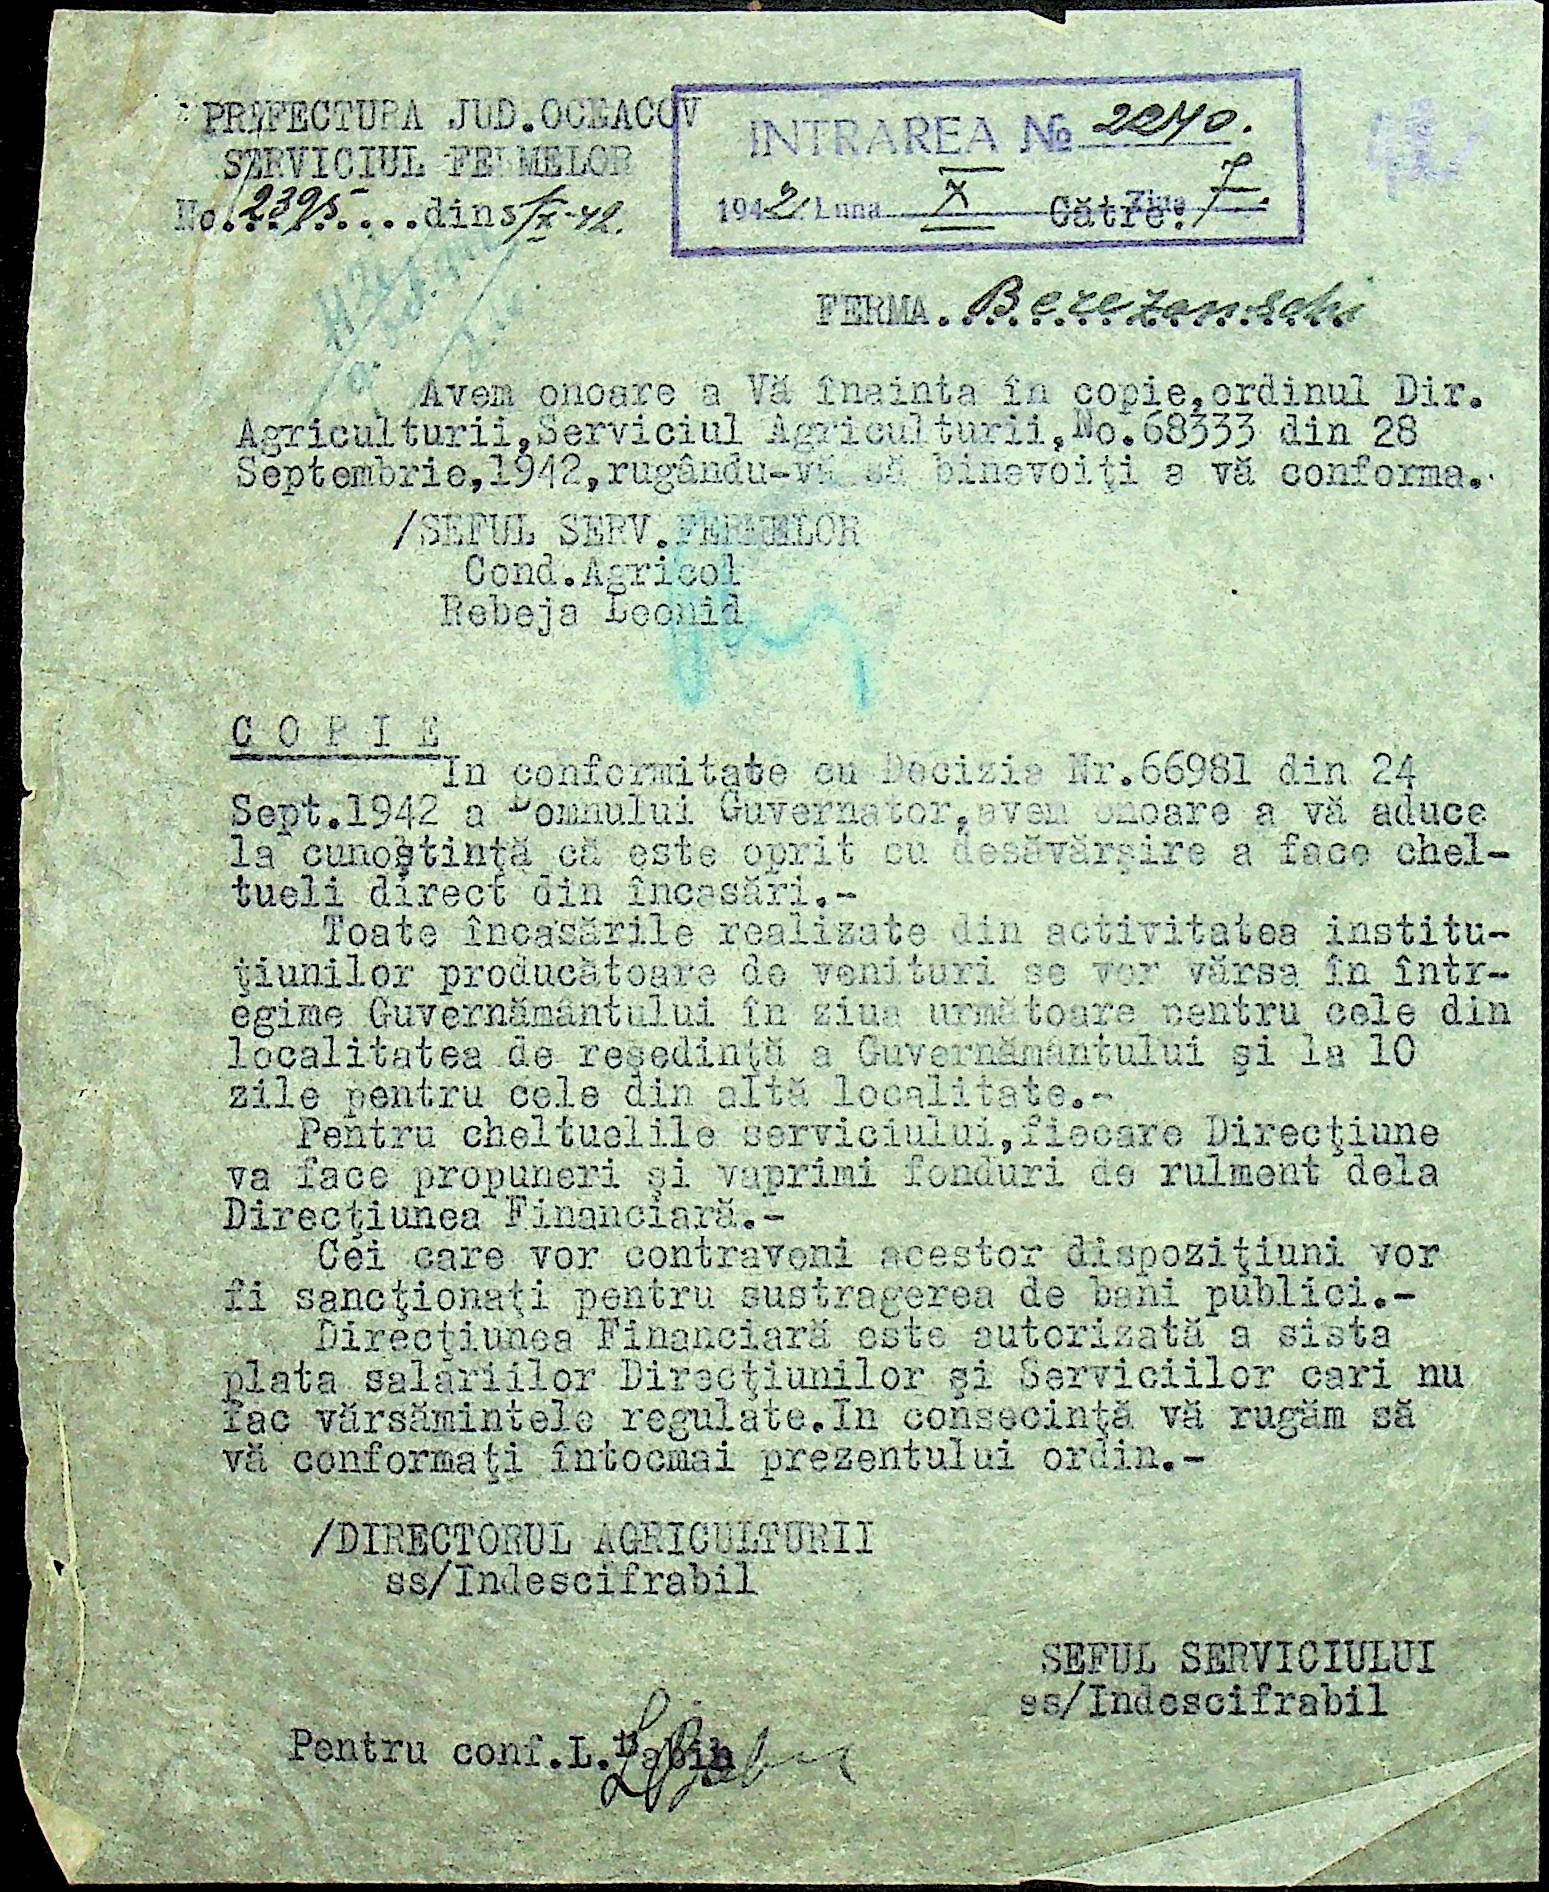 PREFECTURA JUD.OCEACOV
SERVICIUL FERMELOR
No.2395....din 5/X-42.
INTRAREA № 2240.
1942 Luna X Ziua 7
Către:
FERMA. Berezanschi
Avem onoare a Vă înainta în copie,ordinul Dir.
Agriculturii,Serviciul Agriculturii,No.68333 din 28
Septembrie,1942,rugându-vă să binevoiţi a vă conforma.
/SEFUL SERV.FERMELOR
Cond.Agricol
Rebeja Leonid
C O P I E
In conformitate cu Decizia Nr.66981 din 24
Sept.1942 a Domnului Guvernator,avem onoare a vă aduce
la cunoştinţă că este oprit cu desăvărşire a face chel-
tueli direct din încasări.-
Toate încasările realizate din activitatea institu-
ţiunilor producătoare de venituri se vor vărsa în într-
egime Guvernământului în ziua următoare pentru cele din
localitatea de reşedinţă a Guvernământului şi la 10
zile pentru cele din altă localitate.-
Pentru cheltuelile serviciului,fiecare Direcţiune
va face propuneri şi vaprimi fonduri de rulment dela
Direcţiunea Financiară.-
Cei care vor contraveni acestor dispoziţiuni vor
fi sancţionaţi pentru sustragerea de bani publici.-
Direcţiunea Financiară este autorizată a sista
plata salariilor Direcţiunilor şi Serviciilor cari nu
fac vărsămintele regulate.In consecinţă vă rugăm să
vă conformaţi întocmai prezentului ordin.-
/DIRECTORUL AGRICULTURII
ss/Indescifrabil
SEFUL SERVICIULUI
ss/Indescifrabil
Pentru conf.L.Babin